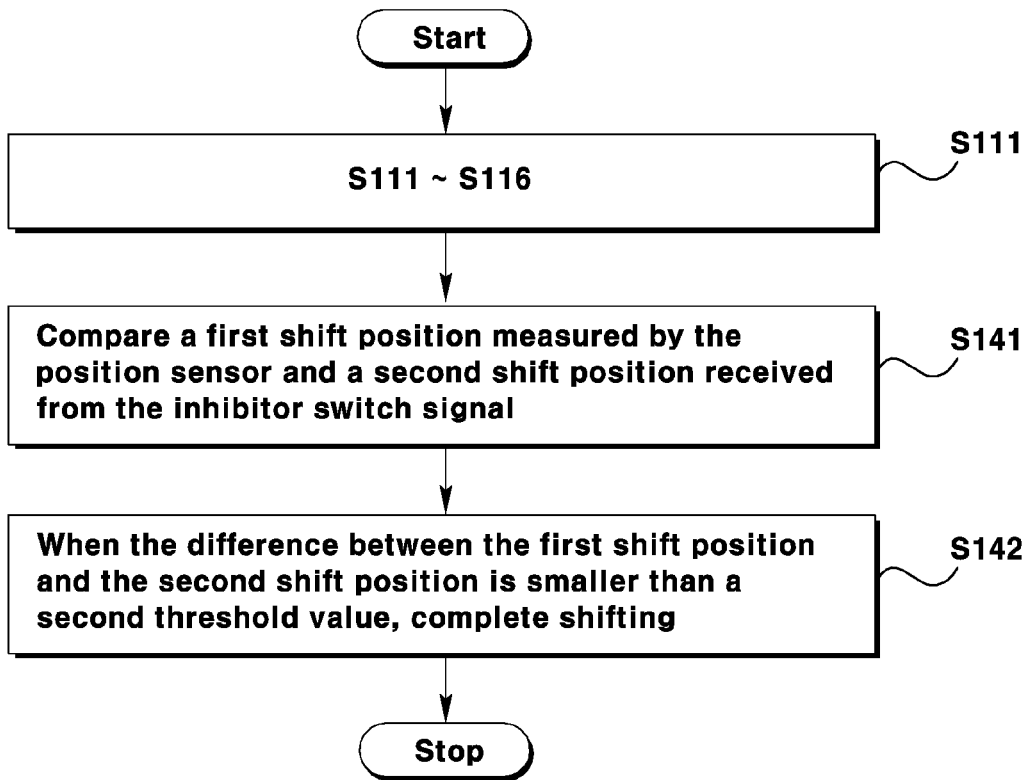 Start
S111 ~ S116
S111
Compare a first shift position measured by the
position sensor and a second shift position received
from the inhibitor switch signal
S141
When the difference between the first shift position
and the second shift position is smaller than a
second threshold value, complete shifting
S142
Stop